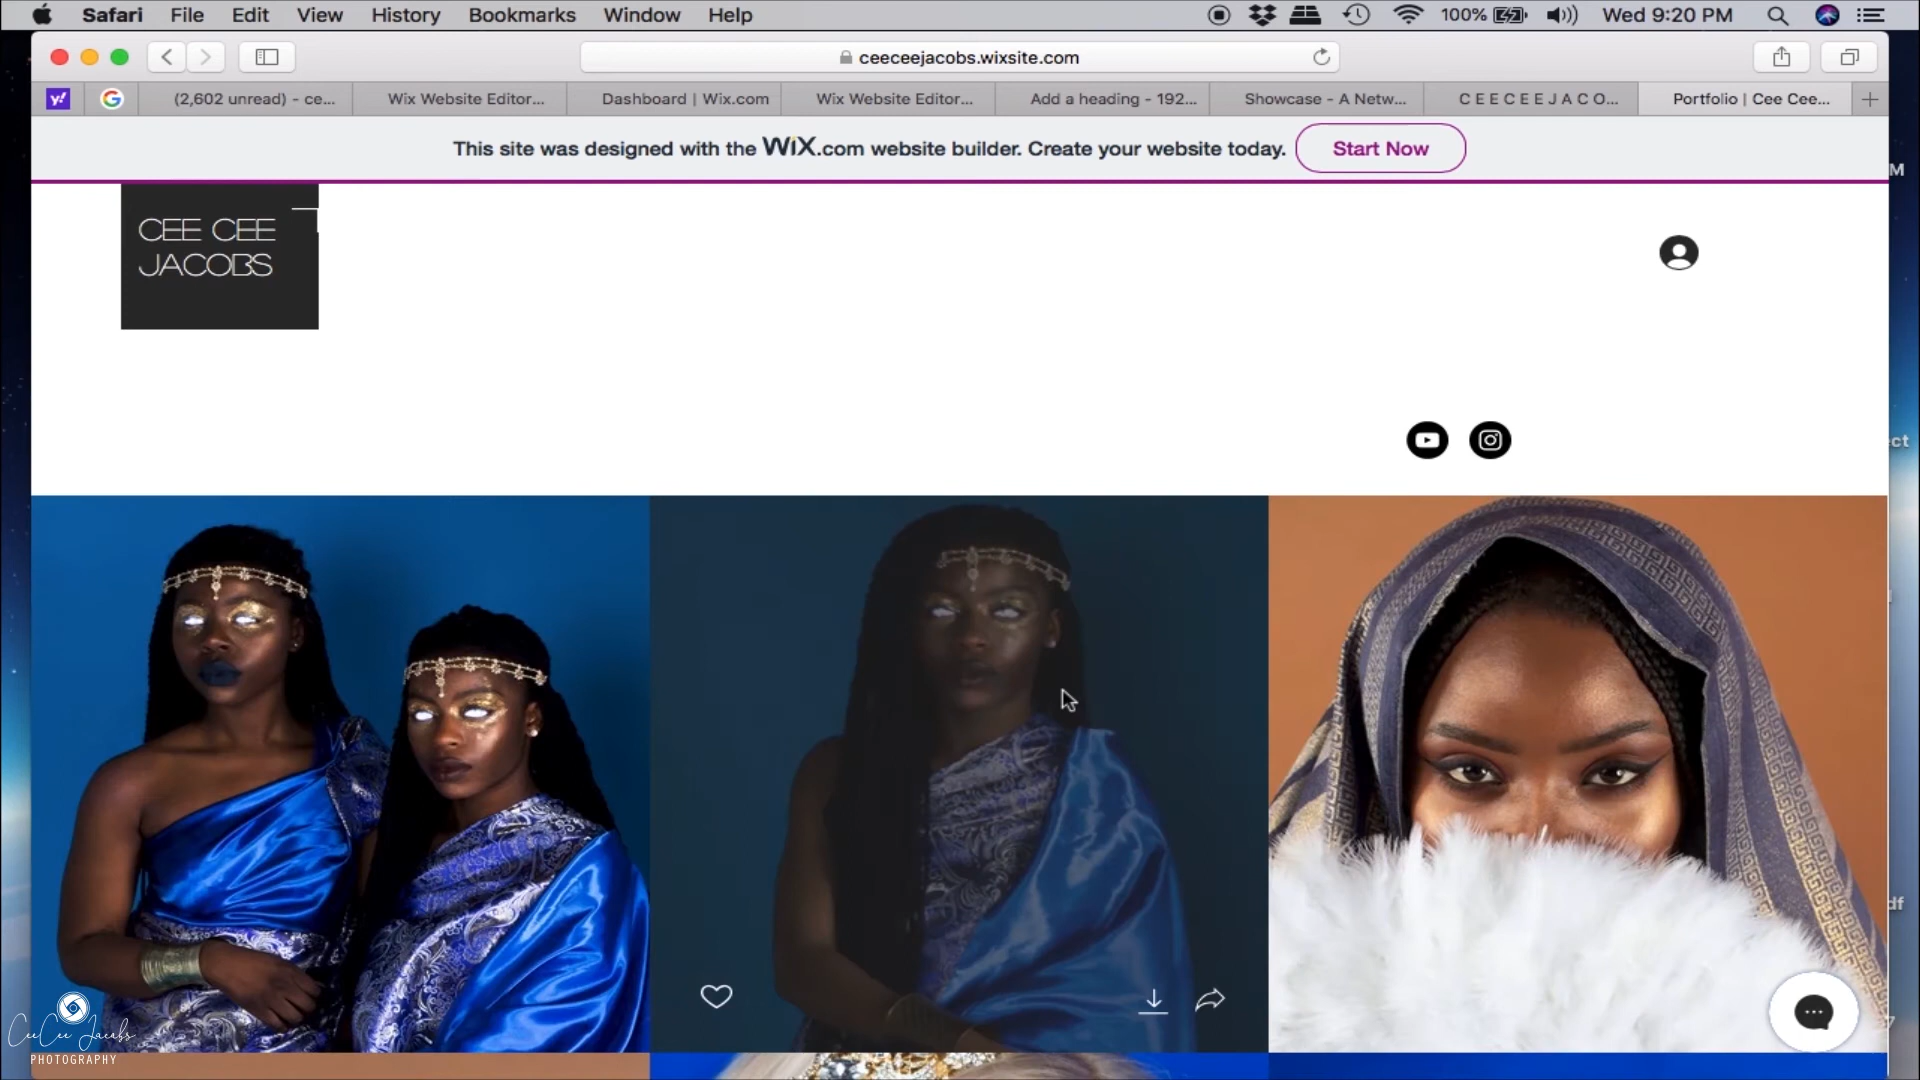 Safari File Edit View History Bookmarks Window Help 100% Wed 9:20 PM
ceeceejacobs.wixsite.com
y! G (2,602 unread) - ce... Wix Website Editor... Dashboard | Wix.com Wix Website Editor... Add a heading - 192... Showcase - A Netw... C E E C E E J A C O... Portfolio | Cee Cee...
This site was designed with the WiX.com website builder. Create your website today. Start Now
M
CEE CEE
JACOBS
ect
df
CeeCee Jacobs
PHOTOGRAPHY